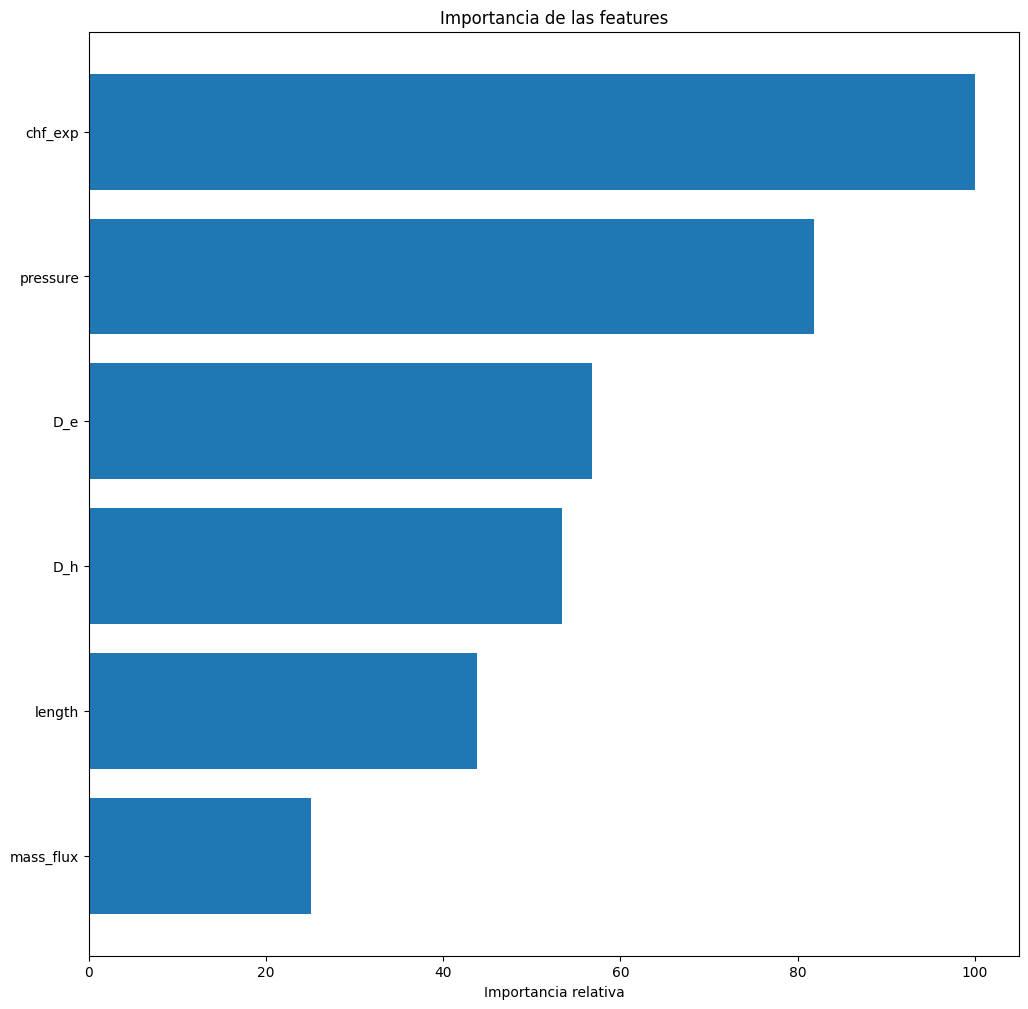 Importancia de las features
chf_exp
pressure
D_e
D_h
length
mass_flux
0 20 40 60 80 100
Importancia relativa